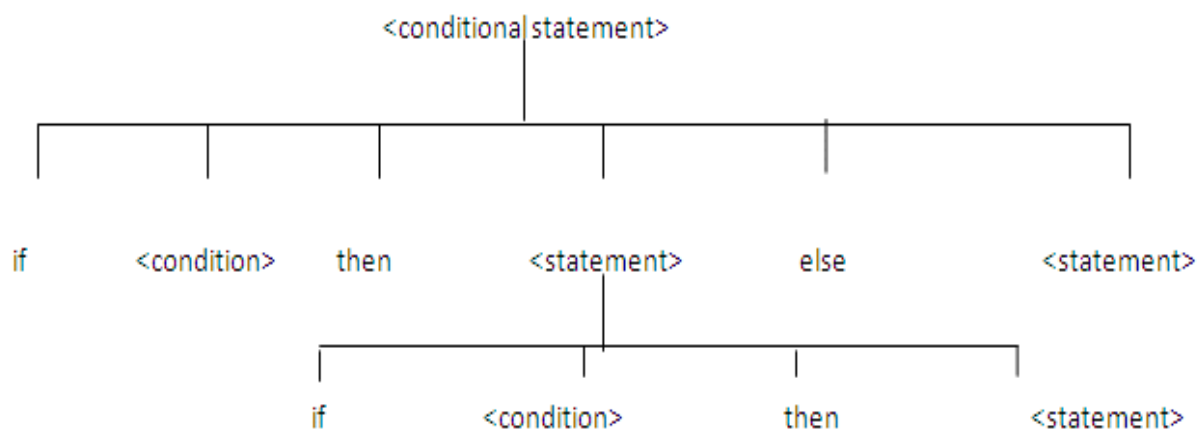 <conditional statement>
if <condition> then <statement> else <statement>
if <condition> then <statement>